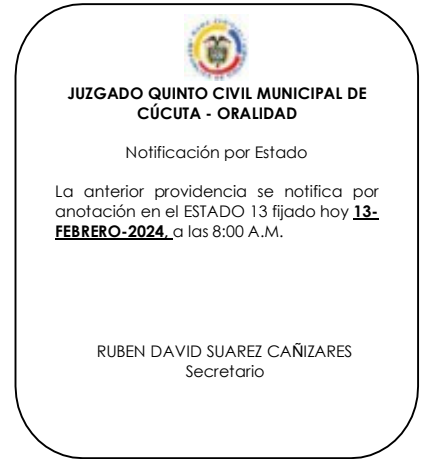 JUZGADO QUINTO CIVIL MUNICIPAL DE
CÚCUTA - ORALIDAD
Notificación por Estado
La anterior providencia se notifica por
anotación en el ESTADO 13 fijado hoy 13-
FEBRERO-2024, a las 8:00 A.M.
RUBEN DAVID SUAREZ CAÑIZARES
Secretario